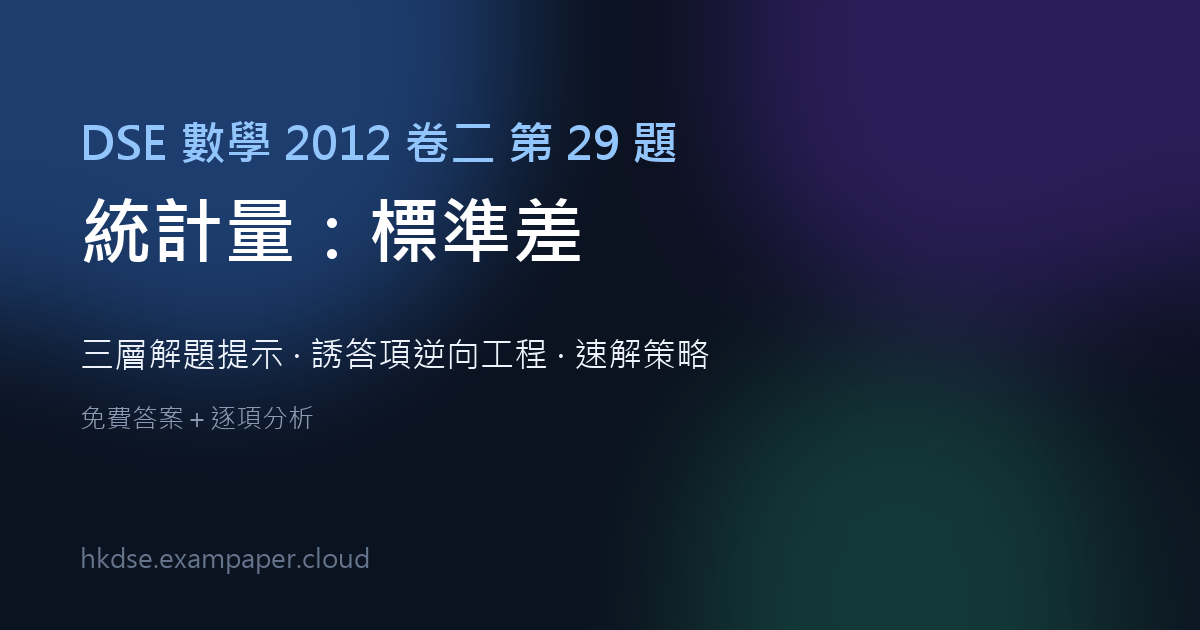 DSE 數學 2012 卷二 第 29 題
統計量：標準差
三層解題提示 · 誘答項逆向工程 · 速解策略
免費答案 + 逐項分析
hkdse.exampaper.cloud